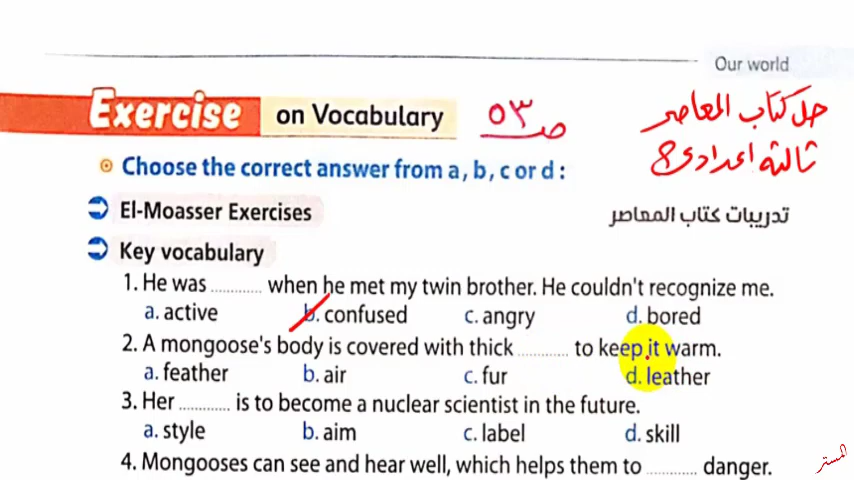 Our world
Exercise on Vocabulary ص ٥٣
حل كتاب المعاصر
ثالثة اعدادى
Choose the correct answer from a, b, c or d :
El-Moasser Exercises تدريبات كتاب المعاصر
Key vocabulary
1. He was ............ when he met my twin brother. He couldn't recognize me.
a. active b. confused c. angry d. bored
2. A mongoose's body is covered with thick ............ to keep it warm.
a. feather b. air c. fur d. leather
3. Her ............ is to become a nuclear scientist in the future.
a. style b. aim c. label d. skill
4. Mongooses can see and hear well, which helps them to ............ danger.